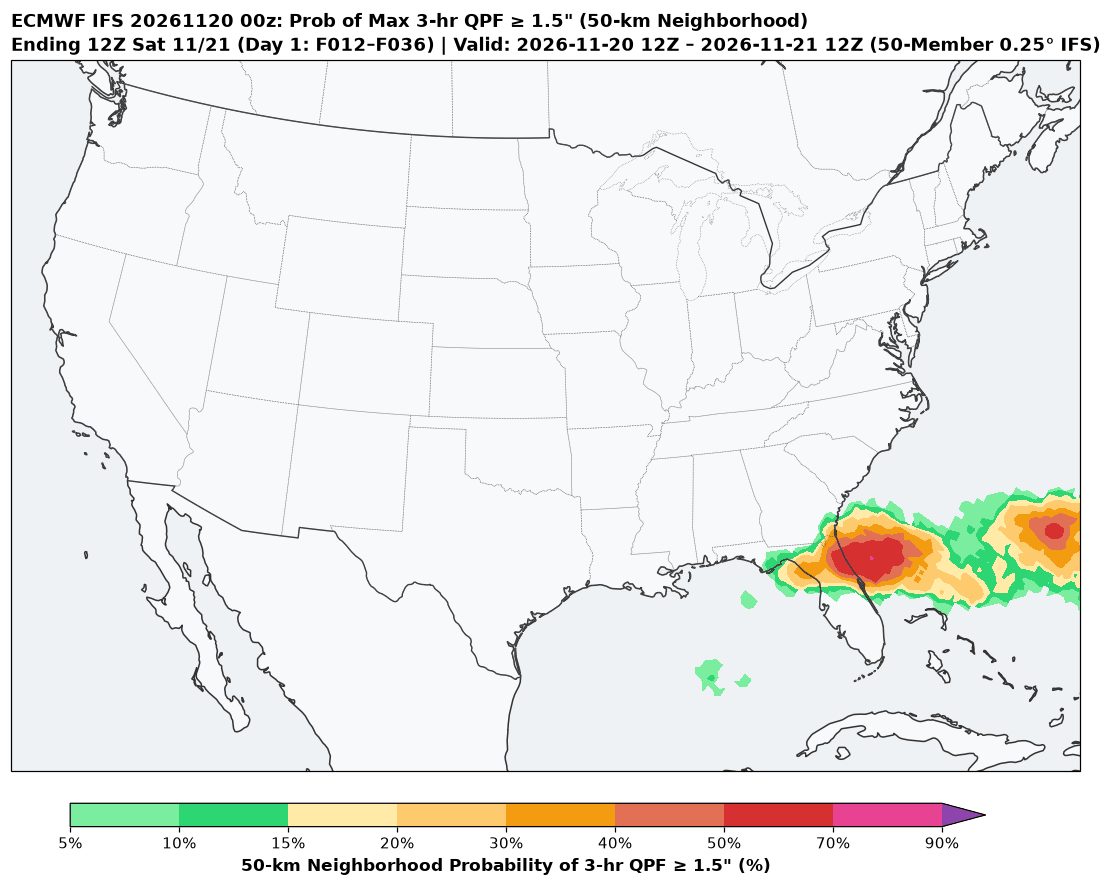 ECMWF IFS 20261120 00z: Prob of Max 3-hr QPF ≥ 1.5" (50-km Neighborhood)
Ending 12Z Sat 11/21 (Day 1: F012–F036) | Valid: 2026-11-20 12Z – 2026-11-21 12Z (50-Member 0.25° IFS)
5% 10% 15% 20% 30% 40% 50% 70% 90%
50-km Neighborhood Probability of 3-hr QPF ≥ 1.5" (%)